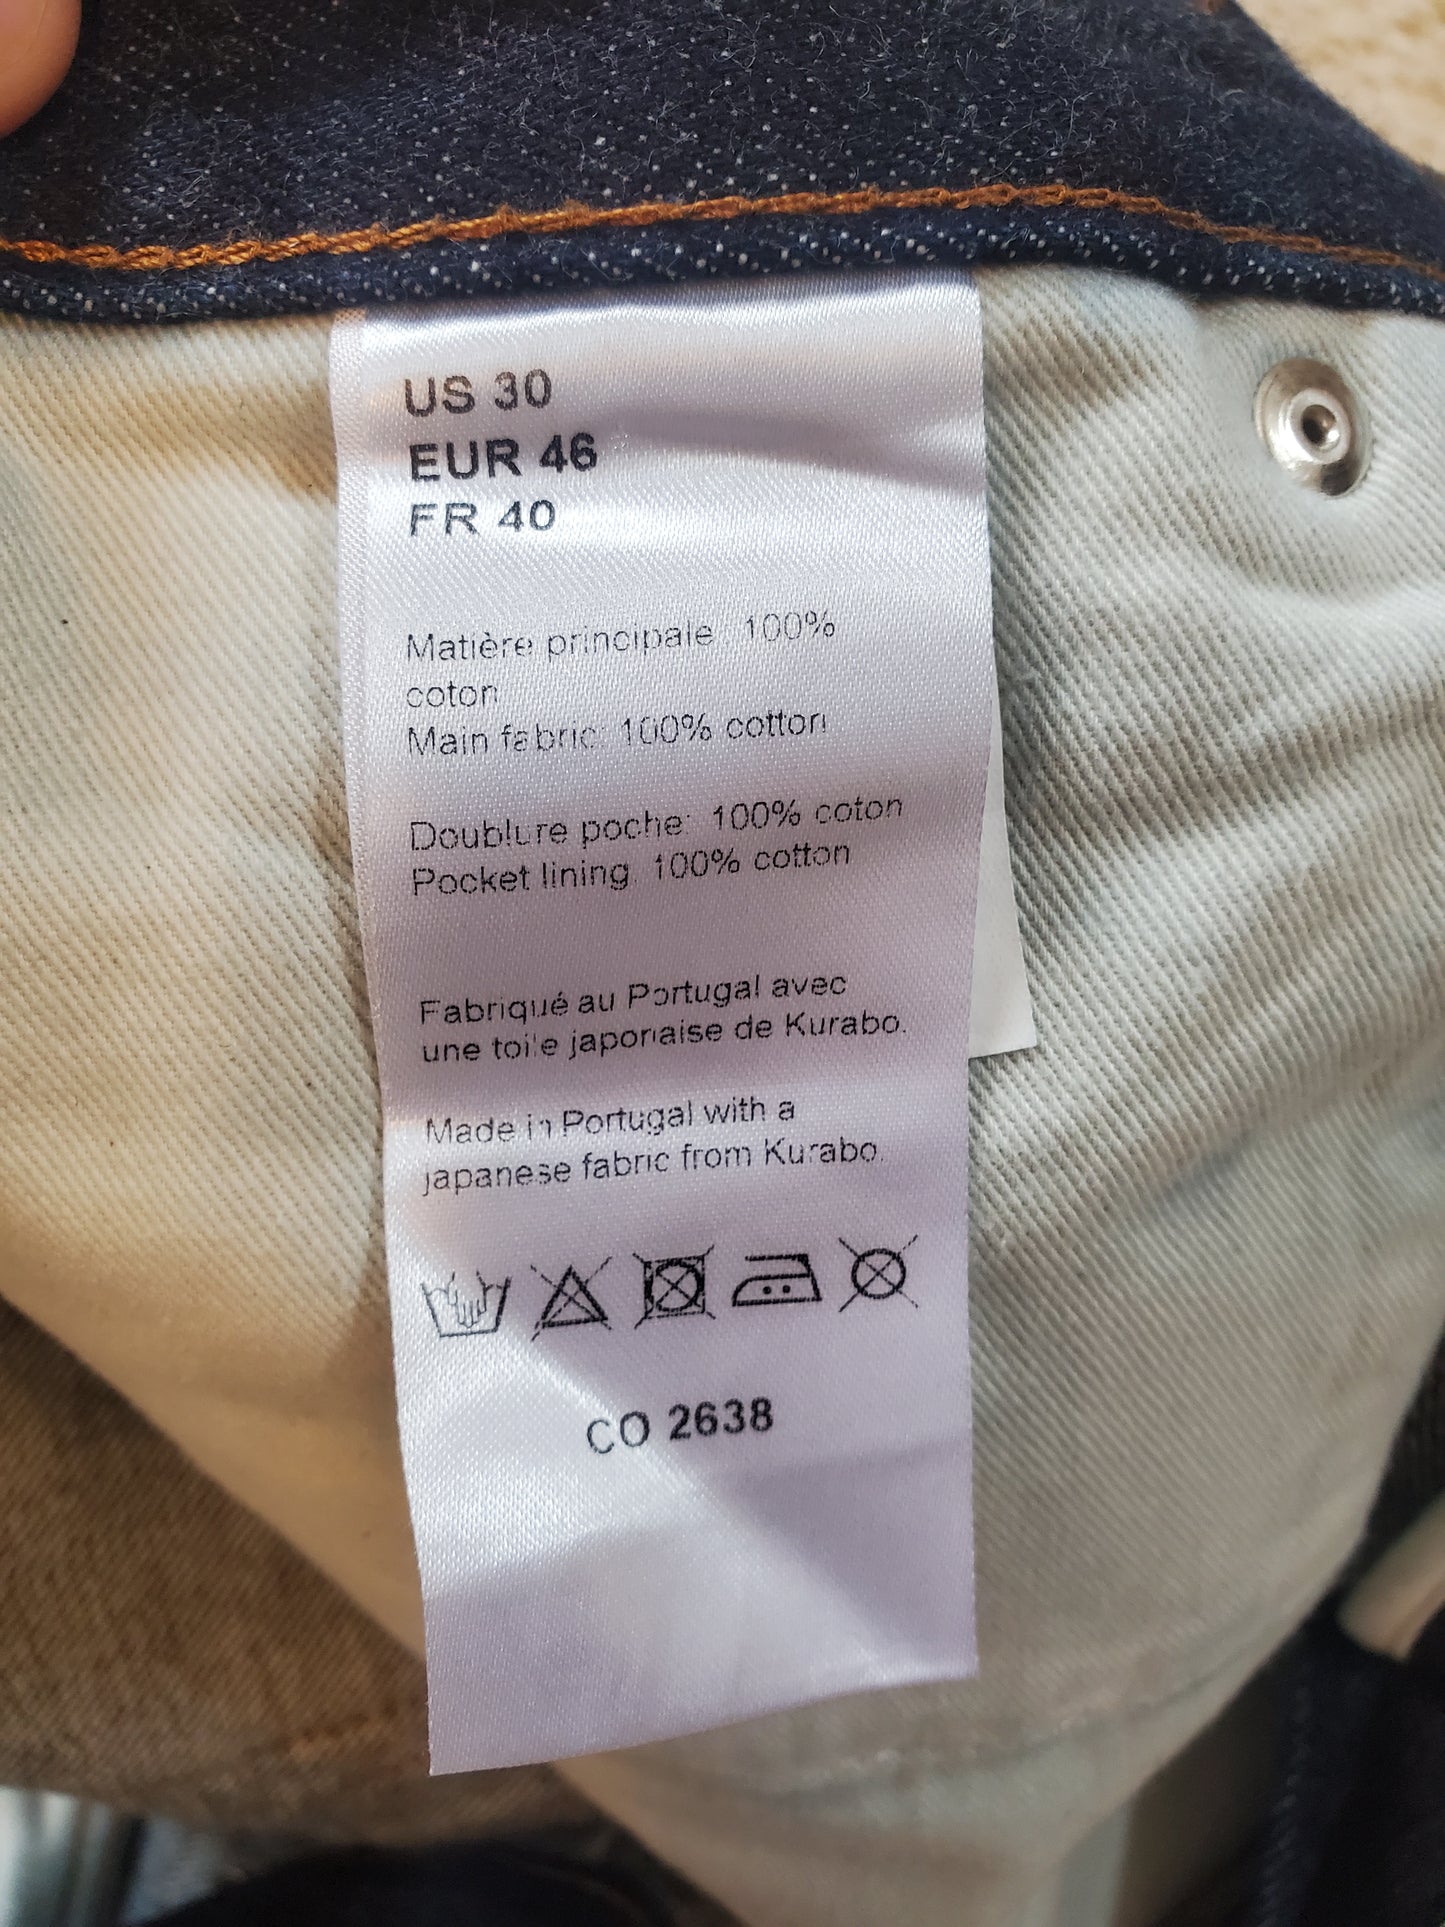 US 30
EUR 46
FR 40
Matière principale : 100%
coton
Main fabric: 100% cotton
Doublure poche: 100% coton
Pocket lining: 100% cotton
Fabriqué au Portugal avec
une toile japonaise de Kurabo.
Made in Portugal with a
japanese fabric from Kurabo.
CO 2638